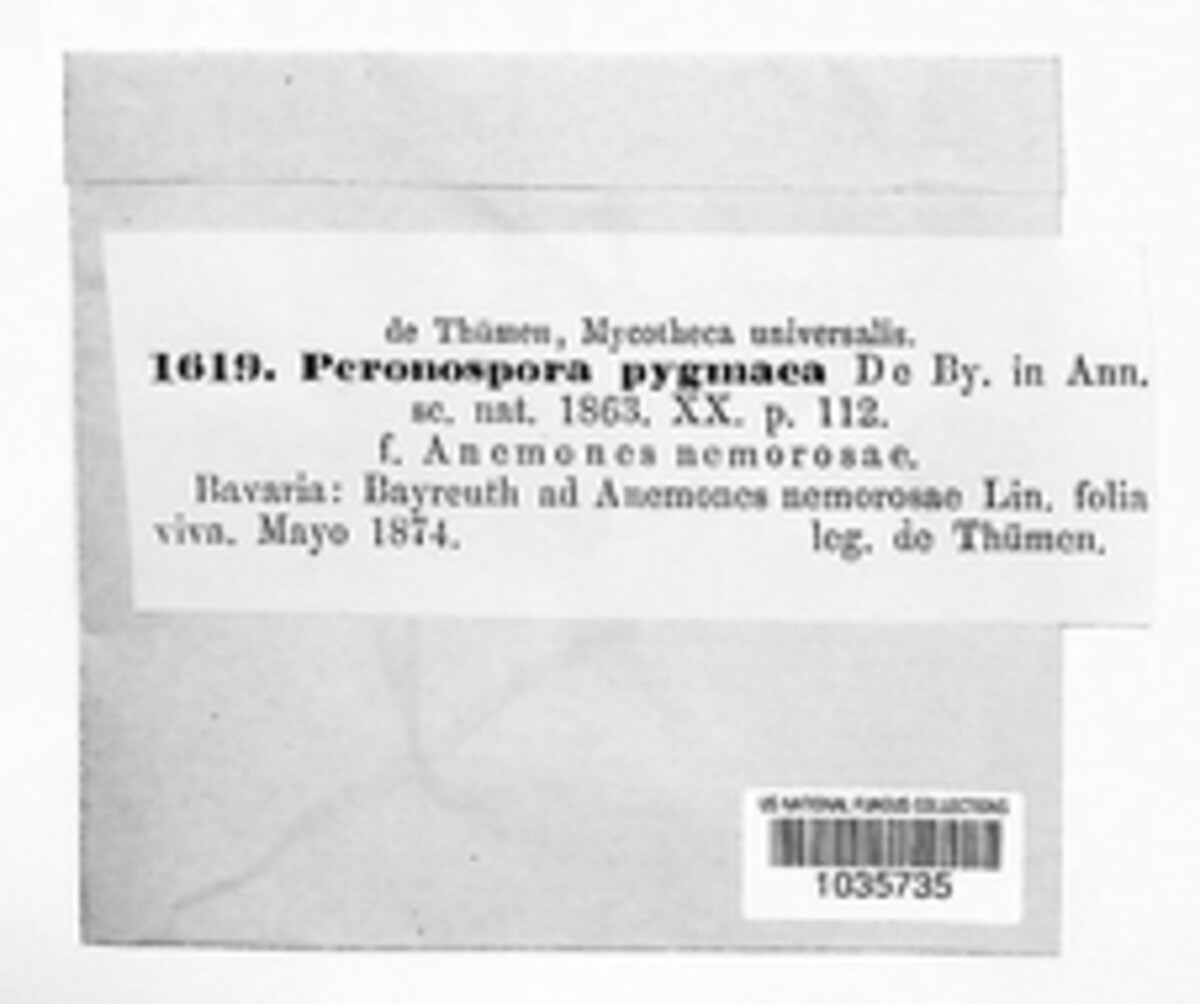 de Thümen, Mycotheca universalis.
1619. Peronospora pygmaea De By. in Ann.
sc. nat. 1863. XX. p. 112.
f. Anemones nemorosae.
Bavaria: Bayreuth ad Anemones nemorosae Lin. folia
viva. Mayo 1874. leg. de Thümen.
US NATIONAL FUNGUS COLLECTIONS
1035735